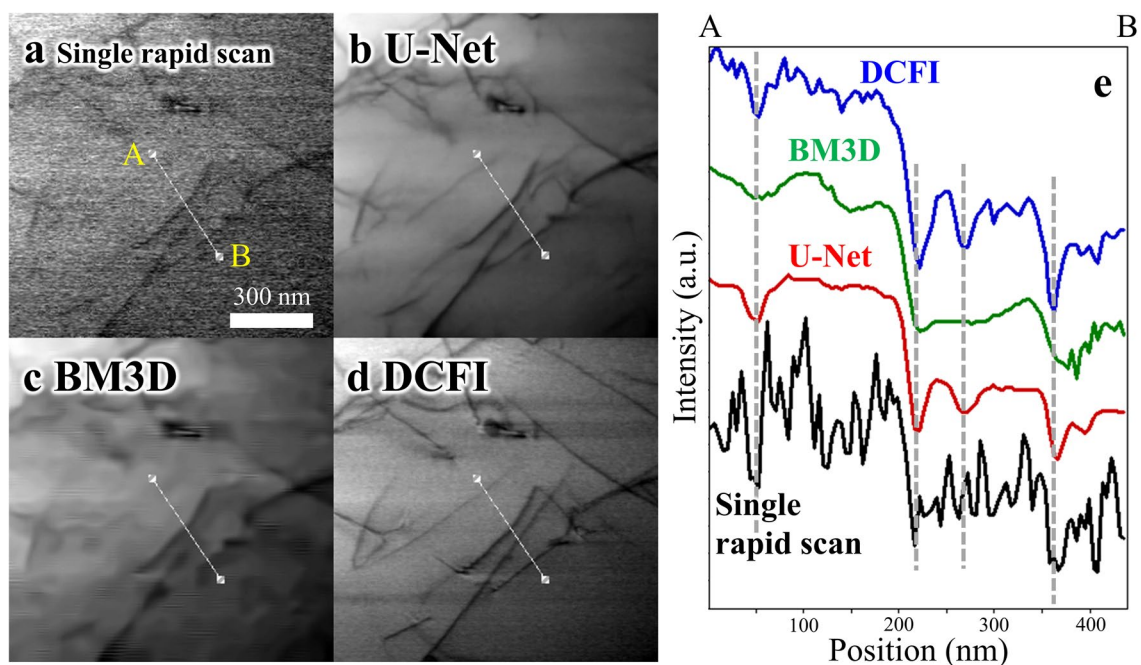 a Single rapid scan
A
B
300 nm
b U-Net
c BM3D
d DCFI
A
B
e
DCFI
BM3D
U-Net
Single
rapid scan
Intensity (a.u.)
100
200
300
400
Position (nm)